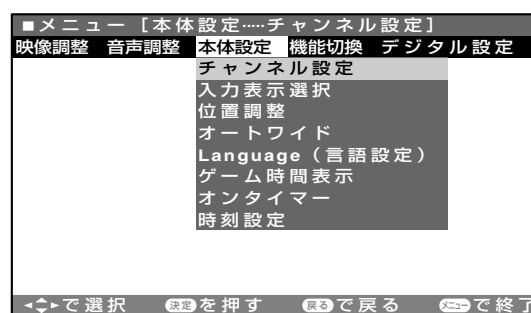 ■メニュー [本体設定……チャンネル設定]
映像調整 音声調整 本体設定 機能切換 デジタル設定
チャンネル設定
入力表示選択
位置調整
オートワイド
Language(言語設定)
ゲーム時間表示
オンタイマー
時刻設定
で選択 決定を押す 戻るで戻る メニューで終了